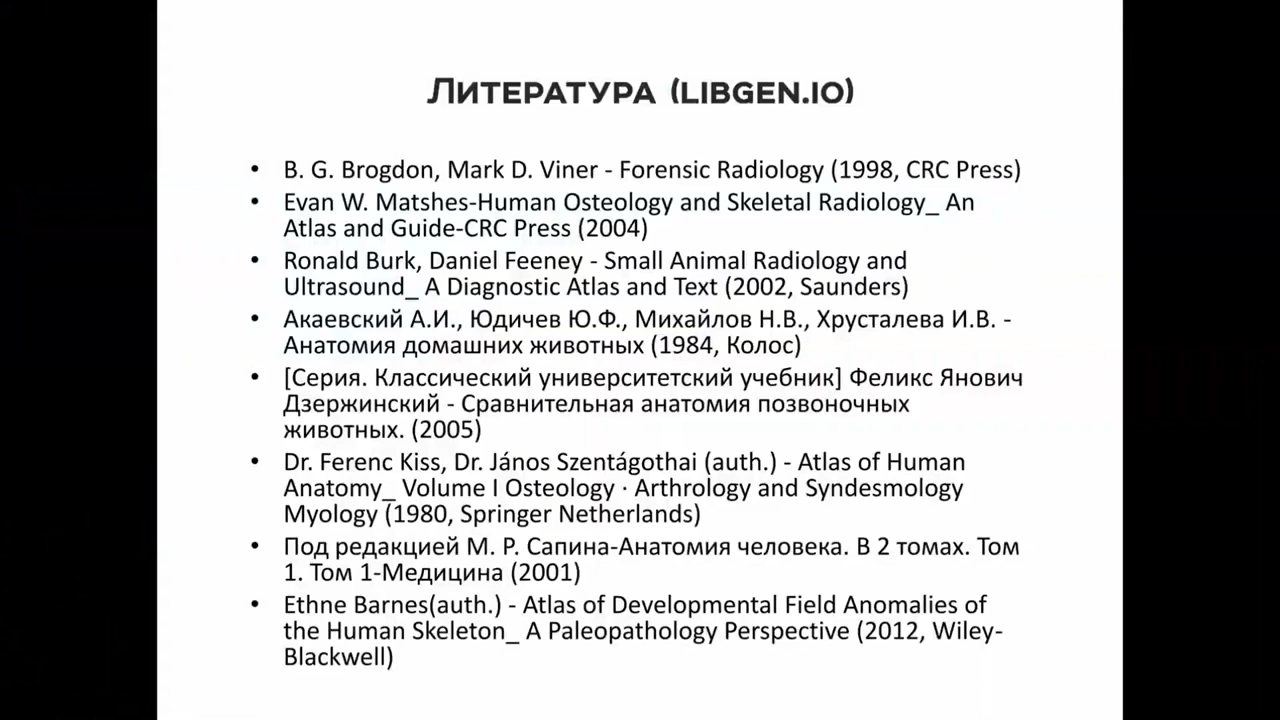 Литература (libgen.io)
• B. G. Brogdon, Mark D. Viner - Forensic Radiology (1998, CRC Press)
• Evan W. Matshes-Human Osteology and Skeletal Radiology_ An
Atlas and Guide-CRC Press (2004)
• Ronald Burk, Daniel Feeney - Small Animal Radiology and
Ultrasound_ A Diagnostic Atlas and Text (2002, Saunders)
• Акаевский А.И., Юдичев Ю.Ф., Михайлов Н.В., Хрусталева И.В. -
Анатомия домашних животных (1984, Колос)
• [Серия. Классический университетский учебник] Феликс Янович
Дзержинский - Сравнительная анатомия позвоночных
животных. (2005)
• Dr. Ferenc Kiss, Dr. János Szentágothai (auth.) - Atlas of Human
Anatomy_ Volume I Osteology · Arthrology and Syndesmology
Myology (1980, Springer Netherlands)
• Под редакцией М. Р. Сапина-Анатомия человека. В 2 томах. Том
1. Том 1-Медицина (2001)
• Ethne Barnes(auth.) - Atlas of Developmental Field Anomalies of
the Human Skeleton_ A Paleopathology Perspective (2012, Wiley-
Blackwell)